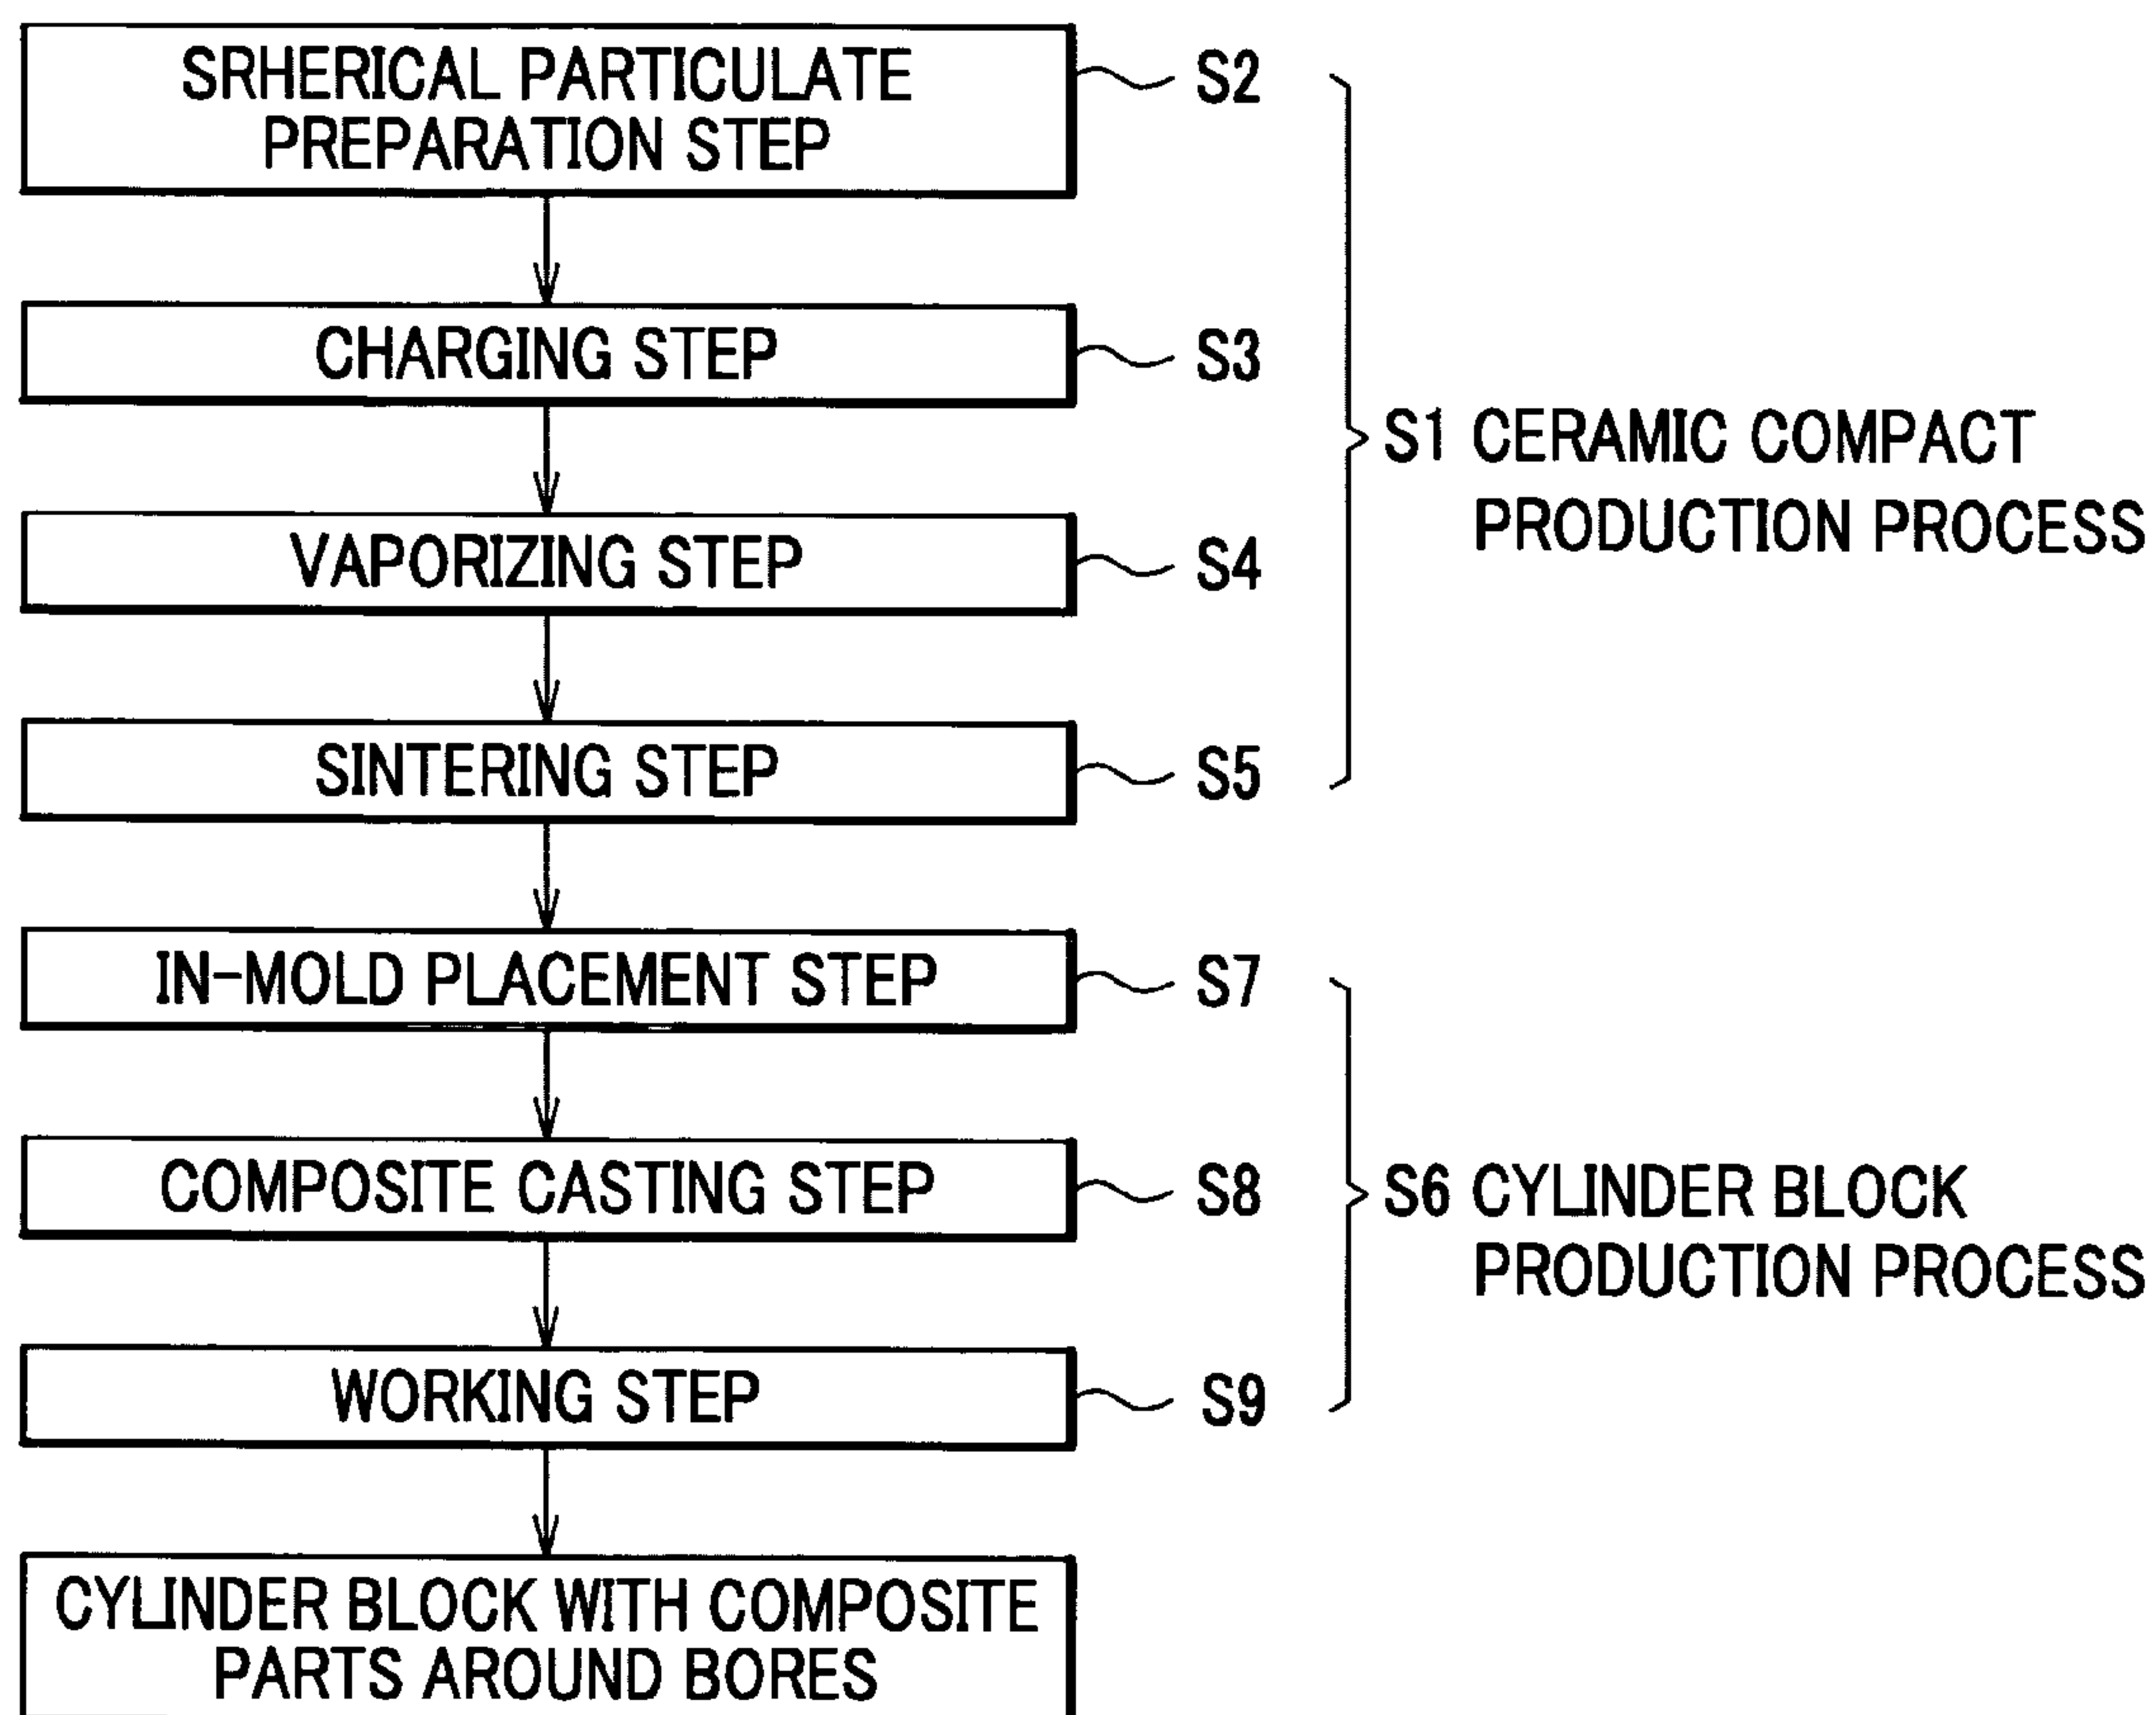 SRHERICAL PARTICULATE
PREPARATION STEP
S2
CHARGING STEP
S3
S1 CERAMIC COMPACT
PRODUCTION PROCESS
VAPORIZING STEP
S4
SINTERING STEP
S5
IN-MOLD PLACEMENT STEP
S7
COMPOSITE CASTING STEP
S8
S6 CYLINDER BLOCK
PRODUCTION PROCESS
WORKING STEP
S9
CYLINDER BLOCK WITH COMPOSITE
PARTS AROUND BORES